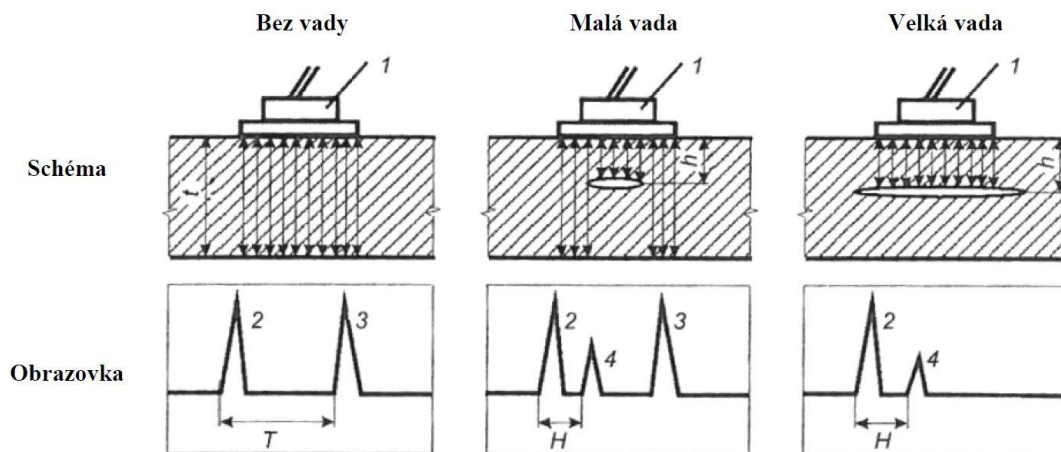 Bez vady Malá vada Velká vada
1 1 1
Schéma
t h h
2 3 2 4 3 2 4
Obrazovka
T H H